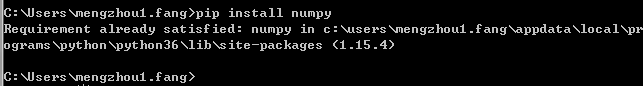 C:\Users\mengzhou1.fang>pip install numpy
Requirement already satisfied: numpy in c:\users\mengzhou1.fang\appdata\local\pr
ograms\python\python36\lib\site-packages (1.15.4)
C:\Users\mengzhou1.fang>